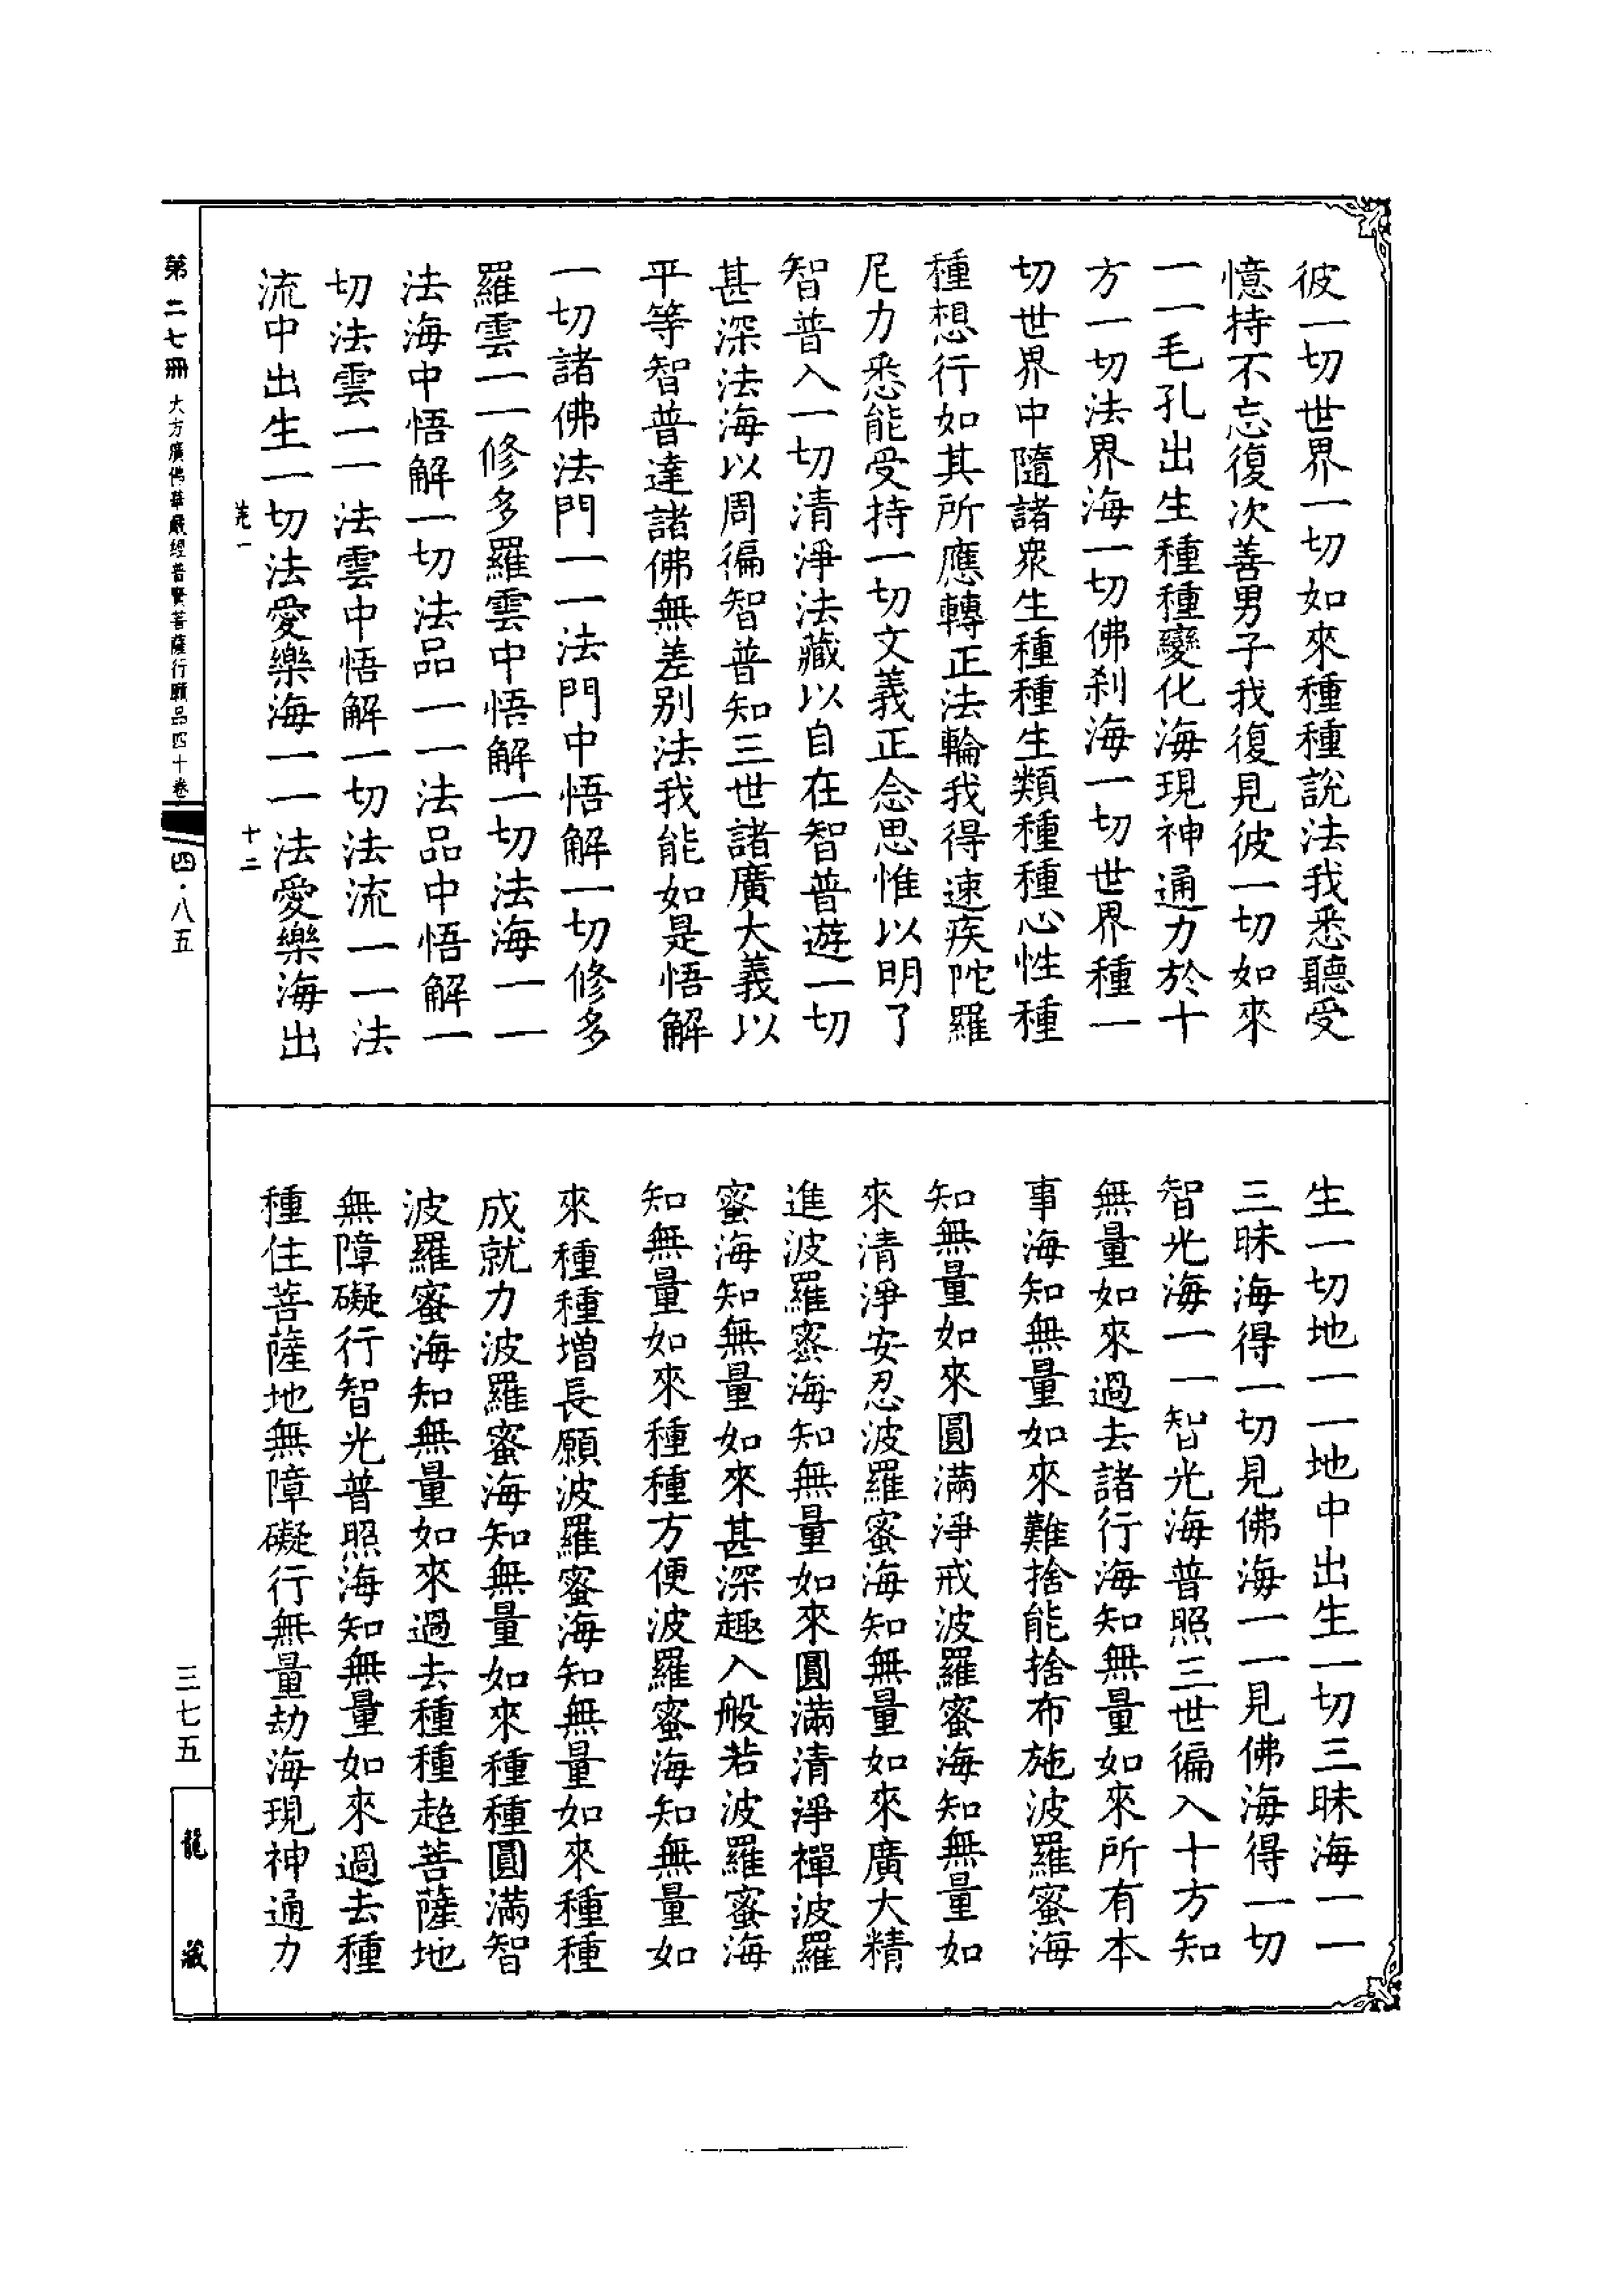 彼一切世界一切如來種種說法我悉聽受
憶持不忘復次善男子我復見彼一切如來
一一毛孔出生種種變化海現神通力於十
方一切法界海一切佛剎海一切世界種一
切世界中隨諸衆生種種生類種種心性種
種想行如其所應轉正法輪我得速疾陀羅
尼力悉能受持一切文義正念思惟以明了
智普入一切清淨法藏以自在智普遊一切
甚深法海以周徧智普知三世諸廣大義以
平等智普達諸佛無差別法我能如是悟解
一切諸佛法門一一法門中悟解一切修多
羅雲一一修多羅雲中悟解一切法海一一
法海中悟解一切法品一一法品中悟解一
切法雲一一法雲中悟解一切法流一一法
流中出生一切法愛樂海一一法愛樂海出
十二
生一切地一一地中出生一切三昧海一一
三昧海得一切見佛海一一見佛海得一切
智光海一一智光海普照三世徧入十方知
無量如來過去諸行海知無量如來所有本
事海知無量如來難捨能捨布施波羅蜜海
知無量如來圓滿淨戒波羅蜜海知無量如
來清淨安忍波羅蜜海知無量如來廣大精
進波羅蜜海知無量如來圓滿清淨禪波羅
蜜海知無量如來甚深趣入般若波羅蜜海
知無量如來種種方便波羅蜜海知無量如
來種種增長願波羅蜜海知無量如來種種
成就力波羅蜜海知無量如來種種圓滿智
波羅蜜海知無量如來過去種種趣菩薩地
無障礙行智光普照海知無量如來過去種
種住菩薩地無障礙行無量劫海現神通力
第二七冊 大方廣佛華嚴經普賢菩薩行願品四十卷 四·八五
三七五
龍藏